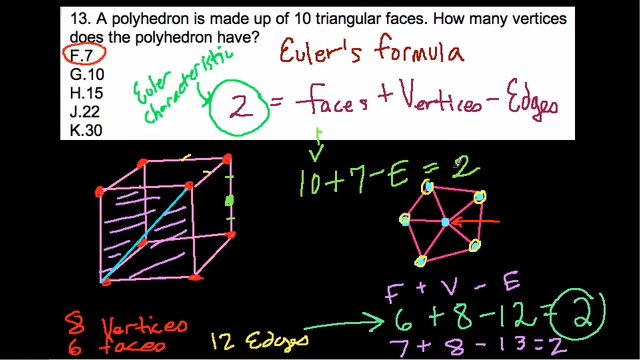 13. A polyhedron is made up of 10 triangular faces. How many vertices
does the polyhedron have?
F.7
G.10
H.15
J.22
K.30
Euler's formula
Euler
characteristic
2 = faces + Vertices - Edges
10 + 7 - E = 2
F + V - E
6 + 8 - 12 = 2
7 + 8 - 13 = 2
8 Vertices
6 faces
12 Edges